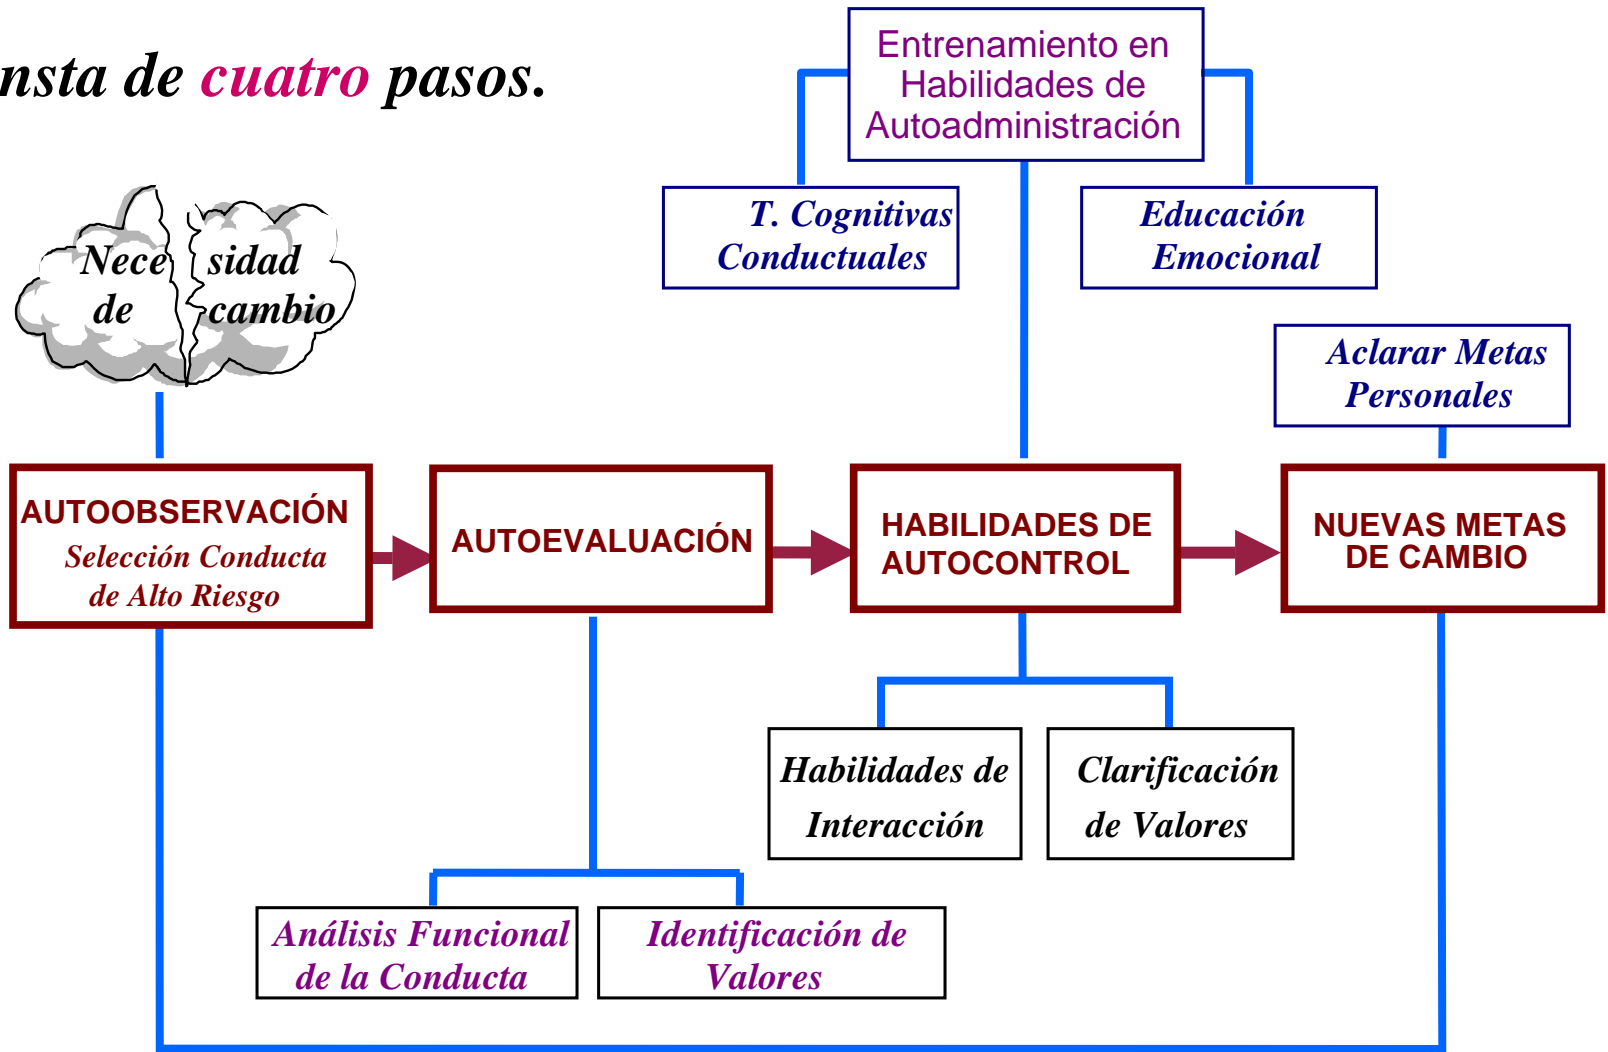 nsta de cuatro pasos.
Entrenamiento en
Habilidades de
Autoadministración
T. Cognitivas
Conductuales
Educación
Emocional
Nece sidad
de cambio
Aclarar Metas
Personales
AUTOOBSERVACIÓN
Selección Conducta
de Alto Riesgo
AUTOEVALUACIÓN
HABILIDADES DE
AUTOCONTROL
NUEVAS METAS
DE CAMBIO
Habilidades de
Interacción
Clarificación
de Valores
Análisis Funcional
de la Conducta
Identificación de
Valores